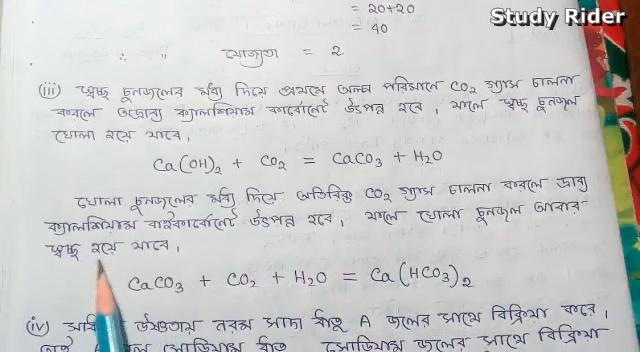 = 20+20
Study Rider
= 40
∴ " যোজ্যতা = 2
(iii) স্বচ্ছ চুনজলের মধ্য দিয়ে প্রথমে অল্প পরিমানে CO₂ গ্যাস চালনা
করলে অদ্রাব্য ক্যালশিয়াম কার্বোনেট উৎপন্ন হবে। ফলে স্বচ্ছ চুনজল
ঘোলা হয়ে যাবে।
Ca(OH)₂ + CO₂ = CaCO₃ + H₂O
ঘোলা চুনজলের মধ্য দিয়ে অতিরিক্ত CO₂ গ্যাস চালনা করলে দ্রাব্য
ক্যালশিয়াম বাইকার্বোনেট উৎপন্ন হবে। ফলে ঘোলা চুনজল আবার
স্বচ্ছ হয়ে যাবে।
CaCO₃ + CO₂ + H₂O = Ca(HCO₃)₂
(iv) উষ্ণতায় নরম সাদা ধাতু A জলের সাথে বিক্রিয়া করে।
সোডিয়াম ধাতু সোডিয়াম জলের সাথে বিক্রিয়া